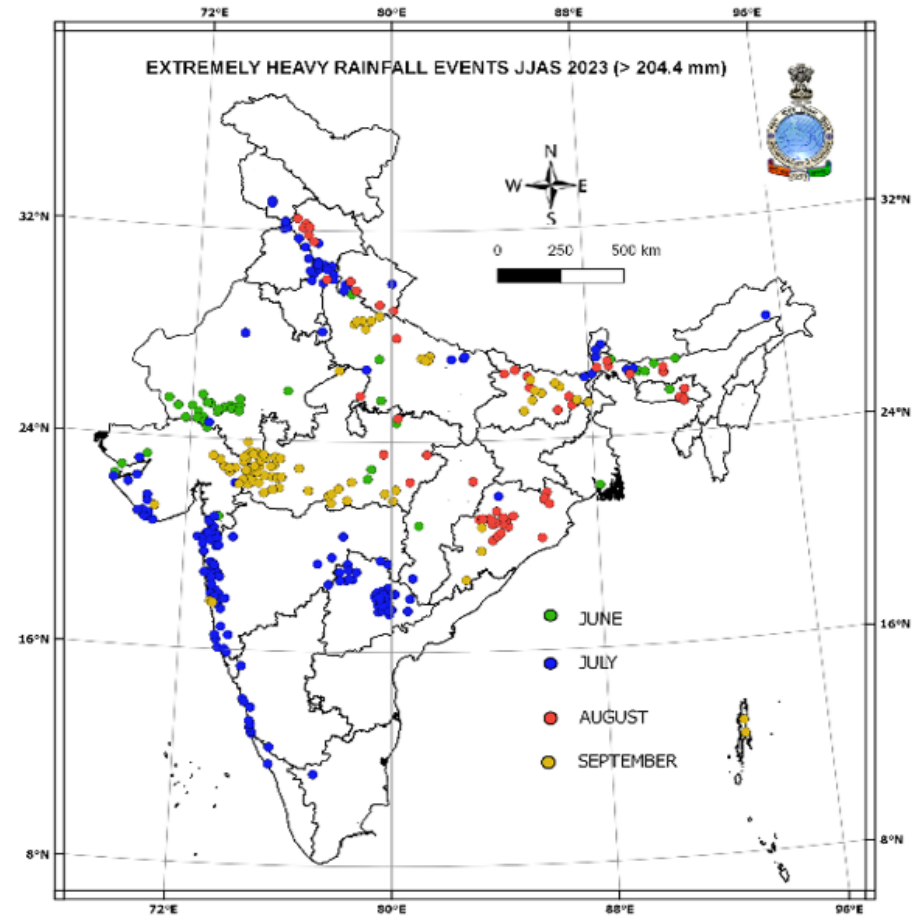 72°E 80°E 88°E 96°E
EXTREMELY HEAVY RAINFALL EVENTS JJAS 2023 (> 204.4 mm)
N
W E
S
32°N 32°N
0 250 500 km
24°N 24°N
16°N 16°N
JUNE
JULY
AUGUST
SEPTEMBER
8°N 8°N
72°E 80°E 88°E 96°E